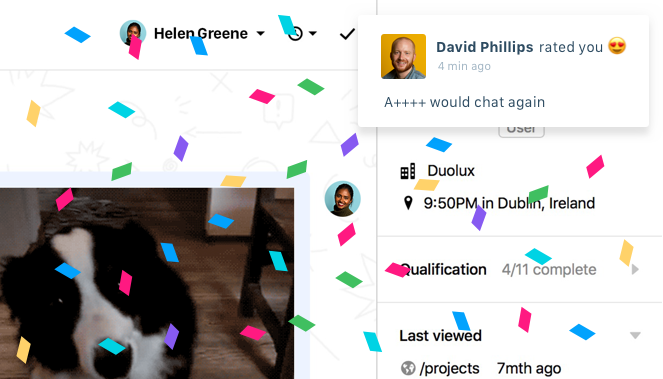 Helen Greene
David Phillips rated you 😍
4 min ago
A++++ would chat again
User
Duolux
9:50PM in Dublin, Ireland
Qualification 4/11 complete
Last viewed
/projects 7mth ago